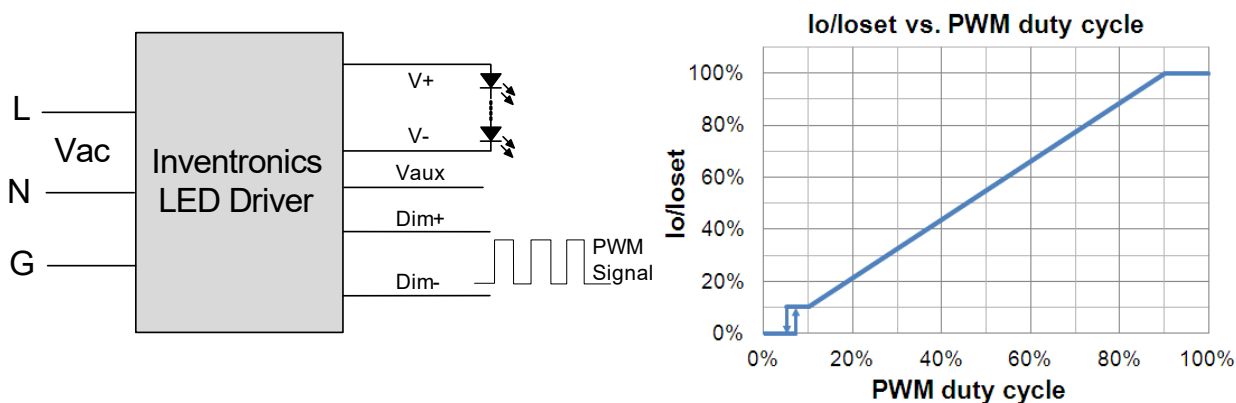 L
Vac
N
G
Inventronics
LED Driver
V+
V-
Vaux
Dim+
Dim-
PWM
Signal
Io/Ioset vs. PWM duty cycle
Io/Ioset
100%
80%
60%
40%
20%
0%
0% 20% 40% 60% 80% 100%
PWM duty cycle